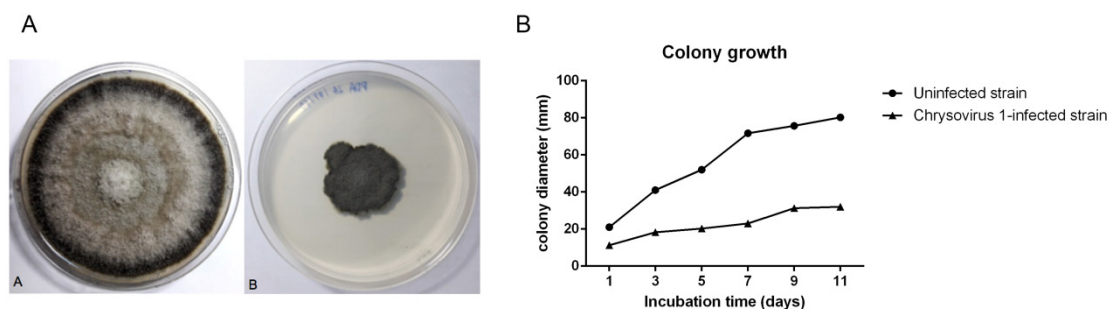 A
B
Colony growth
colony diameter (mm)
100
80
60
40
20
0
1 3 5 7 9 11
Incubation time (days)
Uninfected strain
Chrysovirus 1-infected strain
A
B